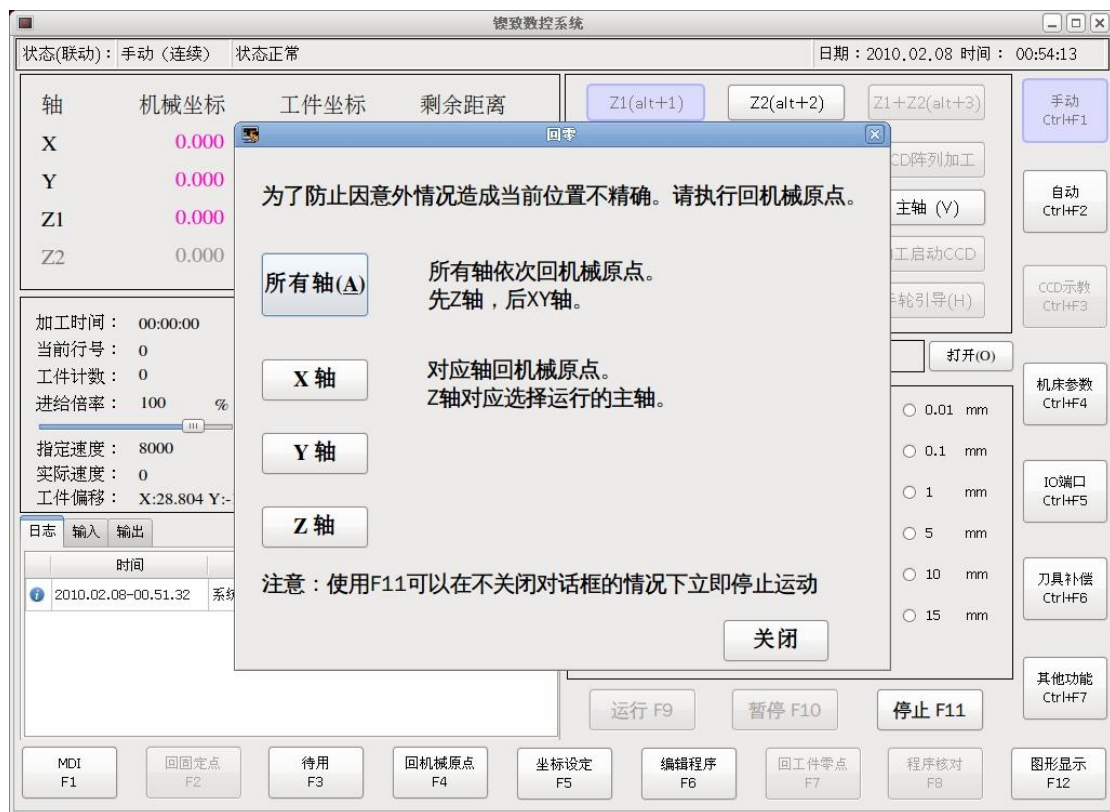 锲致数控系统
状态(联动)： 手动（连续） 状态正常 日期：2010.02.08 时间： 00:54:13
轴 机械坐标 工件坐标 剩余距离
X 0.000
Y 0.000
Z1 0.000
Z2 0.000
Z1(alt+1) Z2(alt+2) Z1+Z2(alt+3)
CD阵列加工
主轴 (V)
工启动CCD
轮引导(H)
打开(O)
回零
为了防止因意外情况造成当前位置不精确。请执行回机械原点。
所有轴(A)
所有轴依次回机械原点。
先Z轴，后XY轴。
X 轴
对应轴回机械原点。
Z轴对应选择运行的主轴。
Y 轴
Z 轴
注意：使用F11可以在不关闭对话框的情况下立即停止运动
关闭
加工时间： 00:00:00
当前行号： 0
工件计数： 0
进给倍率： 100 %
指定速度： 8000
实际速度： 0
工件偏移： X:28.804 Y:-
日志 输入 输出
时间
2010.02.08-00.51.32 系
0.01 mm
0.1 mm
1 mm
5 mm
10 mm
15 mm
运行 F9 暂停 F10 停止 F11
手动
Ctrl+F1
自动
Ctrl+F2
CCD示教
Ctrl+F3
机床参数
Ctrl+F4
IO端口
Ctrl+F5
刀具补偿
Ctrl+F6
其他功能
Ctrl+F7
MDI
F1
回固定点
F2
待用
F3
回机械原点
F4
坐标设定
F5
编辑程序
F6
回工件零点
F7
程序核对
F8
图形显示
F12